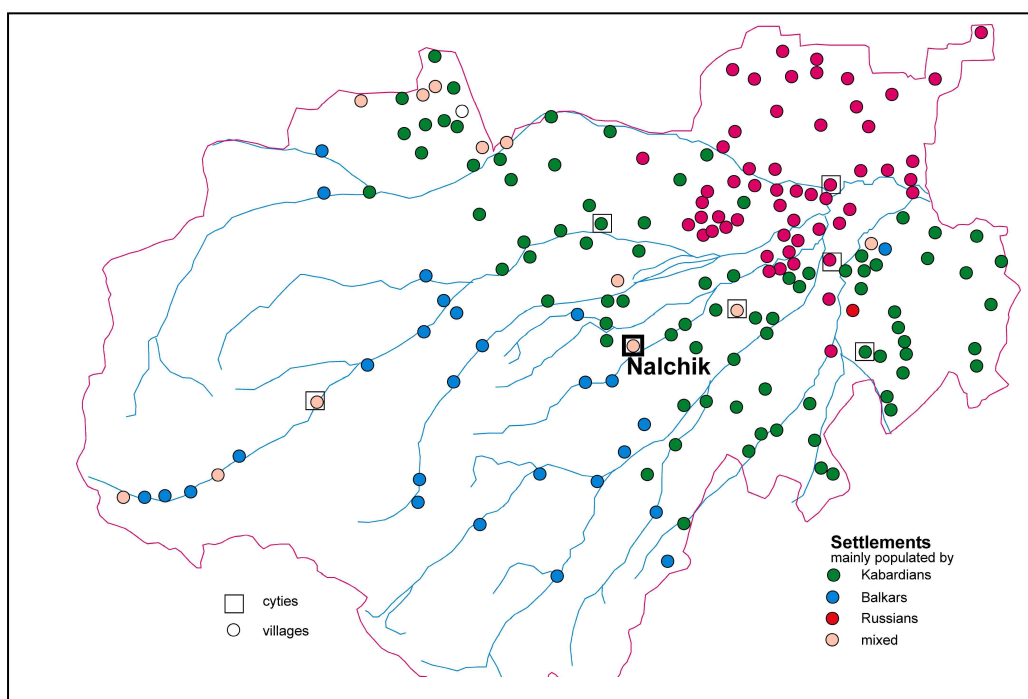 Nalchik
Settlements
mainly populated by
Kabardians
Balkars
Russians
mixed
cyties
villages